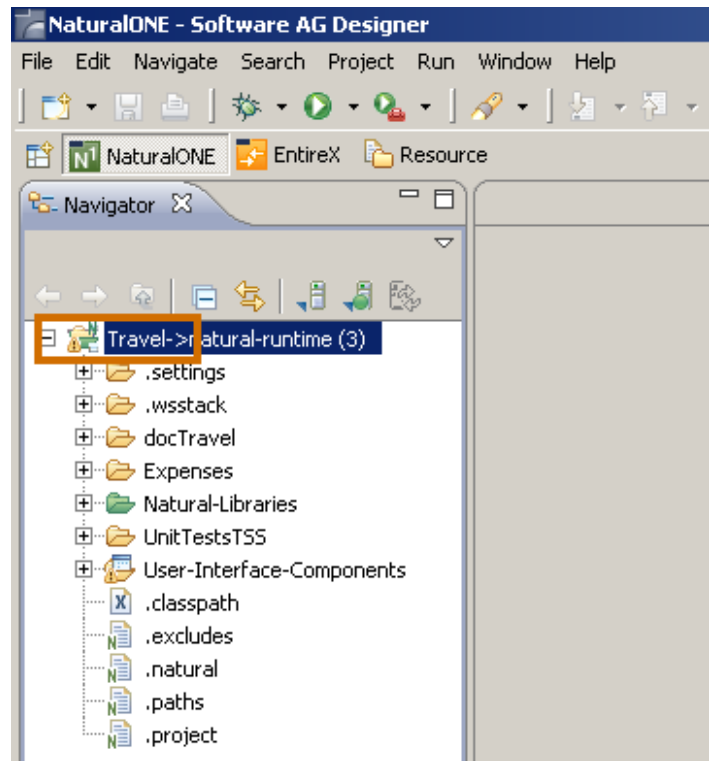 NaturalONE - Software AG Designer
File Edit Navigate Search Project Run Window Help
N1 NaturalONE EntireX Resource
Navigator
Travel->natural-runtime (3)
.settings
.wsstack
docTravel
Expenses
Natural-Libraries
UnitTestsTSS
User-Interface-Components
X .classpath
N .excludes
N .natural
N .paths
N .project